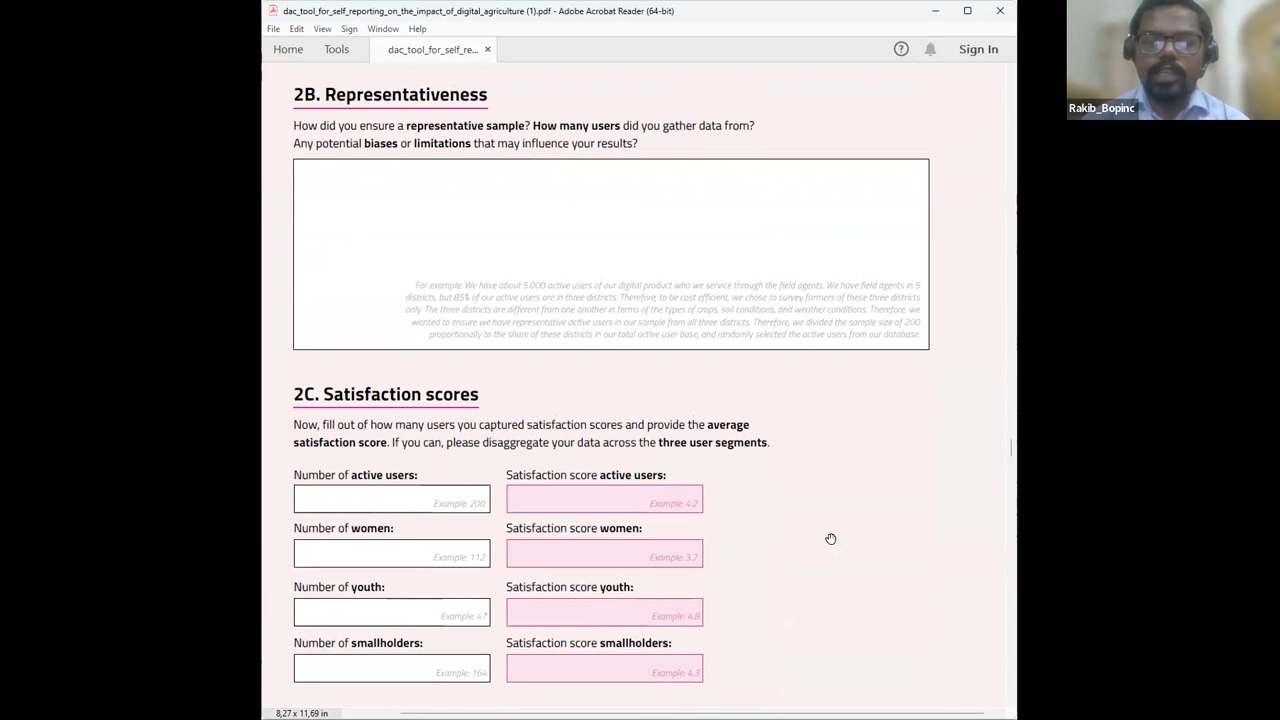 dac_tool_for_self_reporting_on_the_impact_of_digital_agriculture (1).pdf - Adobe Acrobat Reader (64-bit)
File Edit View Sign Window Help
Home Tools dac_tool_for_self_re... × Sign In
Rakib_Bopinc
2B. Representativeness
How did you ensure a representative sample? How many users did you gather data from?
Any potential biases or limitations that may influence your results?
For example: We have about 5.000 active users of our digital product who we service through the field agents. We have field agents in 5
districts, but 85% of our active users are in three districts. Therefore, to be cost efficient, we chose to survey farmers of these three districts
only. The three districts are different from one another in terms of the types of crops, soil conditions, and weather conditions. Therefore, we
wanted to ensure we have representative active users in our sample from all three districts. Therefore, we divided the sample size of 200
proportionally to the share of these districts in our total active user base, and randomly selected the active users from our database.
2C. Satisfaction scores
Now, fill out of how many users you captured satisfaction scores and provide the average
satisfaction score. If you can, please disaggregate your data across the three user segments.
Number of active users: Satisfaction score active users:
Example: 200 Example: 4.2
Number of women: Satisfaction score women:
Example: 112 Example: 3.7
Number of youth: Satisfaction score youth:
Example: 47 Example: 4.8
Number of smallholders: Satisfaction score smallholders:
Example: 164 Example: 4.3
8,27 x 11,69 in